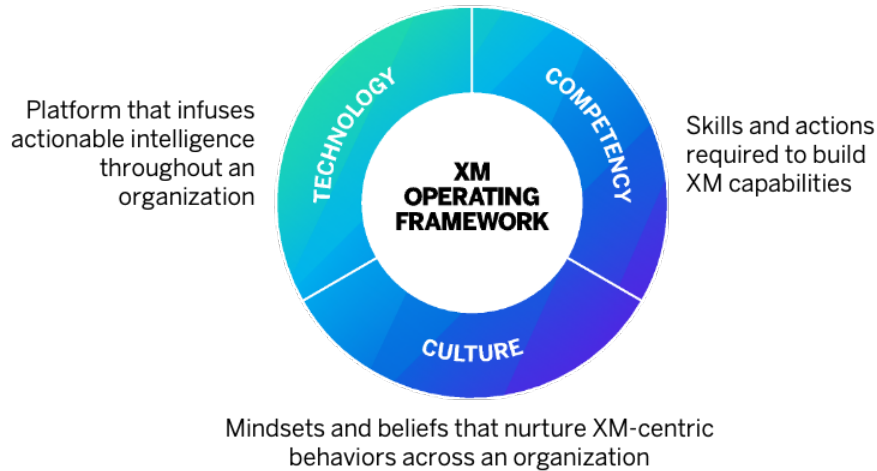 Platform that infuses
actionable intelligence
throughout an
organization
TECHNOLOGY
COMPETENCY
XM
OPERATING
FRAMEWORK
Skills and actions
required to build
XM capabilities
CULTURE
Mindsets and beliefs that nurture XM-centric
behaviors across an organization